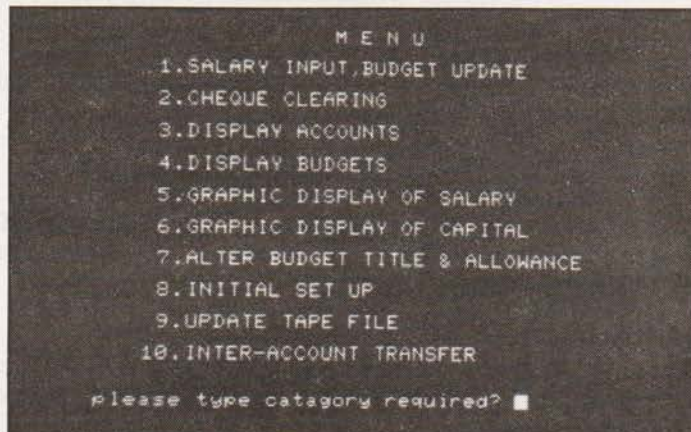 M E N U
1.SALARY INPUT,BUDGET UPDATE
2.CHEQUE CLEARING
3.DISPLAY ACCOUNTS
4.DISPLAY BUDGETS
5.GRAPHIC DISPLAY OF SALARY
6.GRAPHIC DISPLAY OF CAPITAL
7.ALTER BUDGET TITLE & ALLOWANCE
8.INITIAL SET UP
9.UPDATE TAPE FILE
10.INTER-ACCOUNT TRANSFER
please type catagory required?